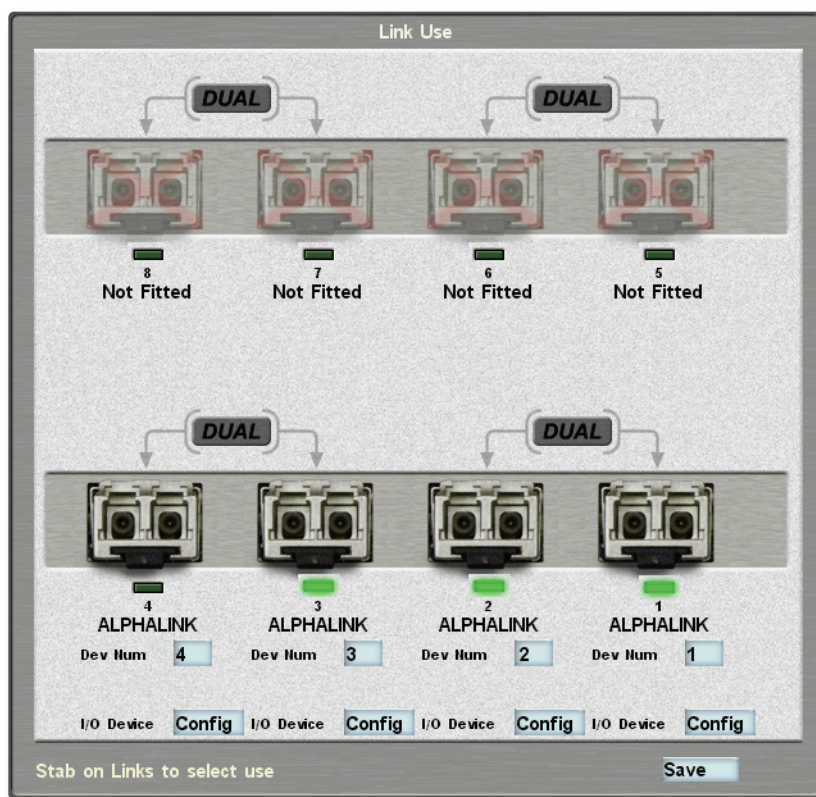 Link Use
DUAL DUAL
8 7 6 5
Not Fitted Not Fitted Not Fitted Not Fitted
DUAL DUAL
4 3 2 1
ALPHALINK ALPHALINK ALPHALINK ALPHALINK
Dev Num 4 Dev Num 3 Dev Num 2 Dev Num 1
I/O Device Config I/O Device Config I/O Device Config I/O Device Config
Stab on Links to select use Save